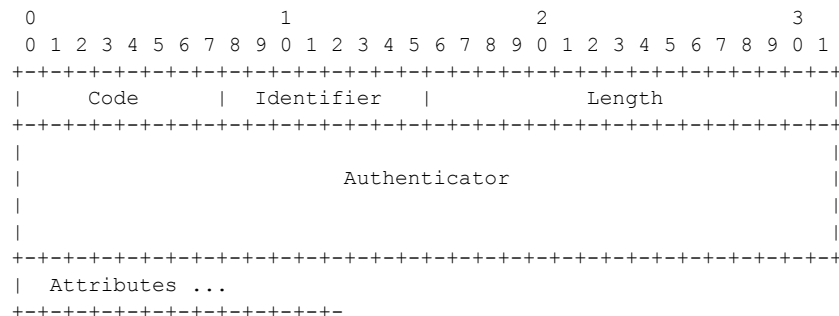 0                   1                   2                   3
 0 1 2 3 4 5 6 7 8 9 0 1 2 3 4 5 6 7 8 9 0 1 2 3 4 5 6 7 8 9 0 1
+-+-+-+-+-+-+-+-+-+-+-+-+-+-+-+-+-+-+-+-+-+-+-+-+-+-+-+-+-+-+-+-+
|     Code      |  Identifier   |            Length             |
+-+-+-+-+-+-+-+-+-+-+-+-+-+-+-+-+-+-+-+-+-+-+-+-+-+-+-+-+-+-+-+-+
|                                                               |
|                         Authenticator                         |
|                                                               |
|                                                               |
+-+-+-+-+-+-+-+-+-+-+-+-+-+-+-+-+-+-+-+-+-+-+-+-+-+-+-+-+-+-+-+-+
|  Attributes ...
+-+-+-+-+-+-+-+-+-+-+-+-+-